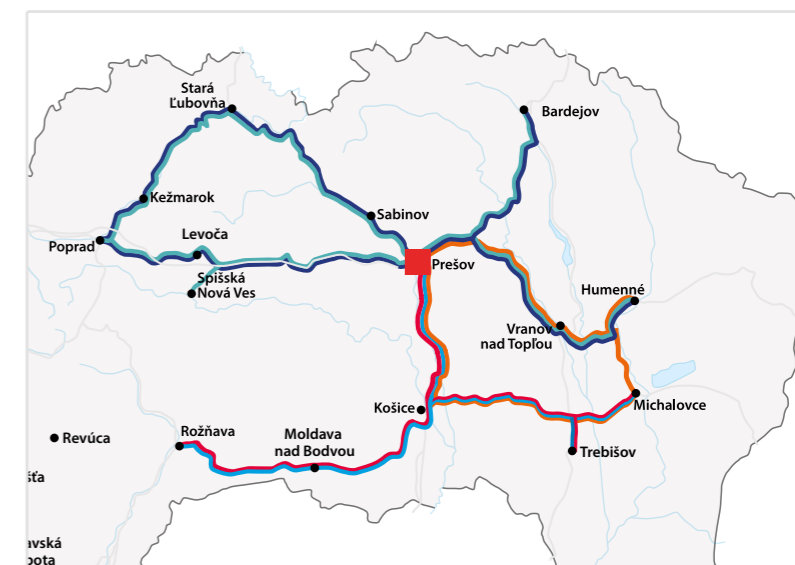 Stará
Ľubovňa
Bardejov
Kežmarok
Sabinov
Levoča
Poprad
Prešov
Spišská
Nová Ves
Humenné
Vranov
nad Topľou
Košice
Michalovce
Rožňava
Moldava
nad Bodvou
Revúca
Trebišov
šťa
avská
bota